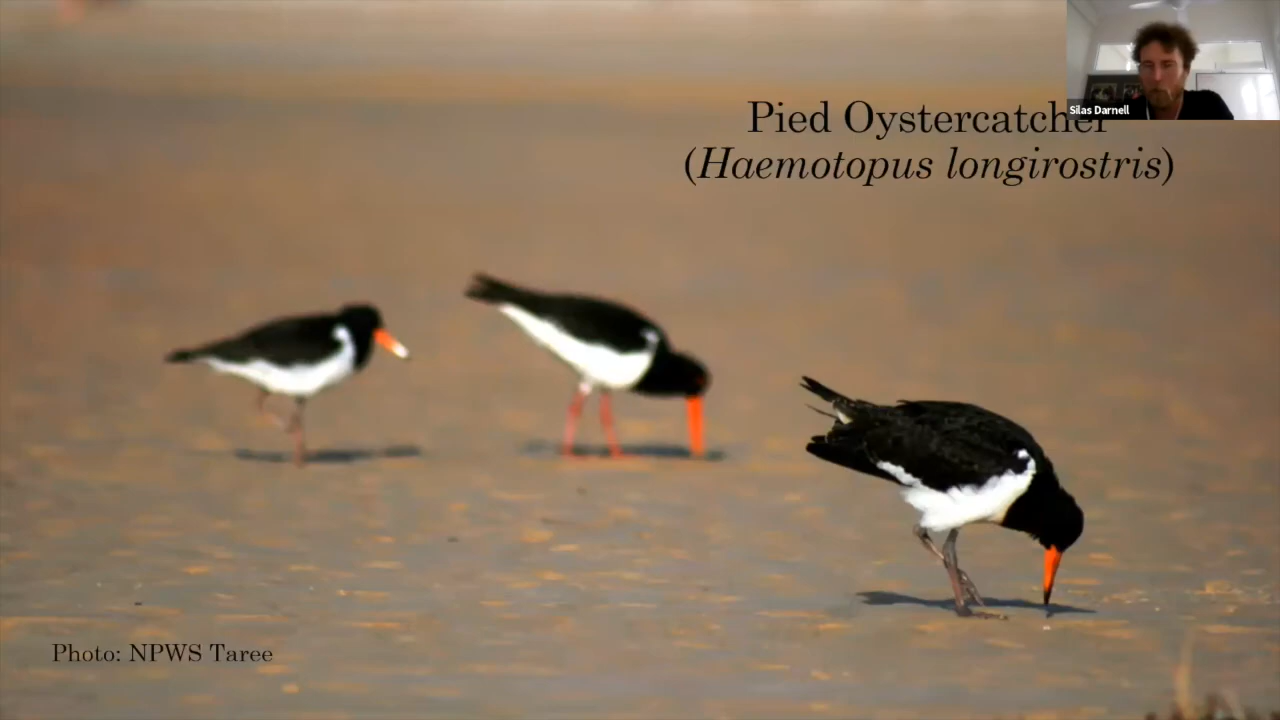 Silas Darnell
Pied Oystercatcher
(Haemotopus longirostris)
Photo: NPWS Taree